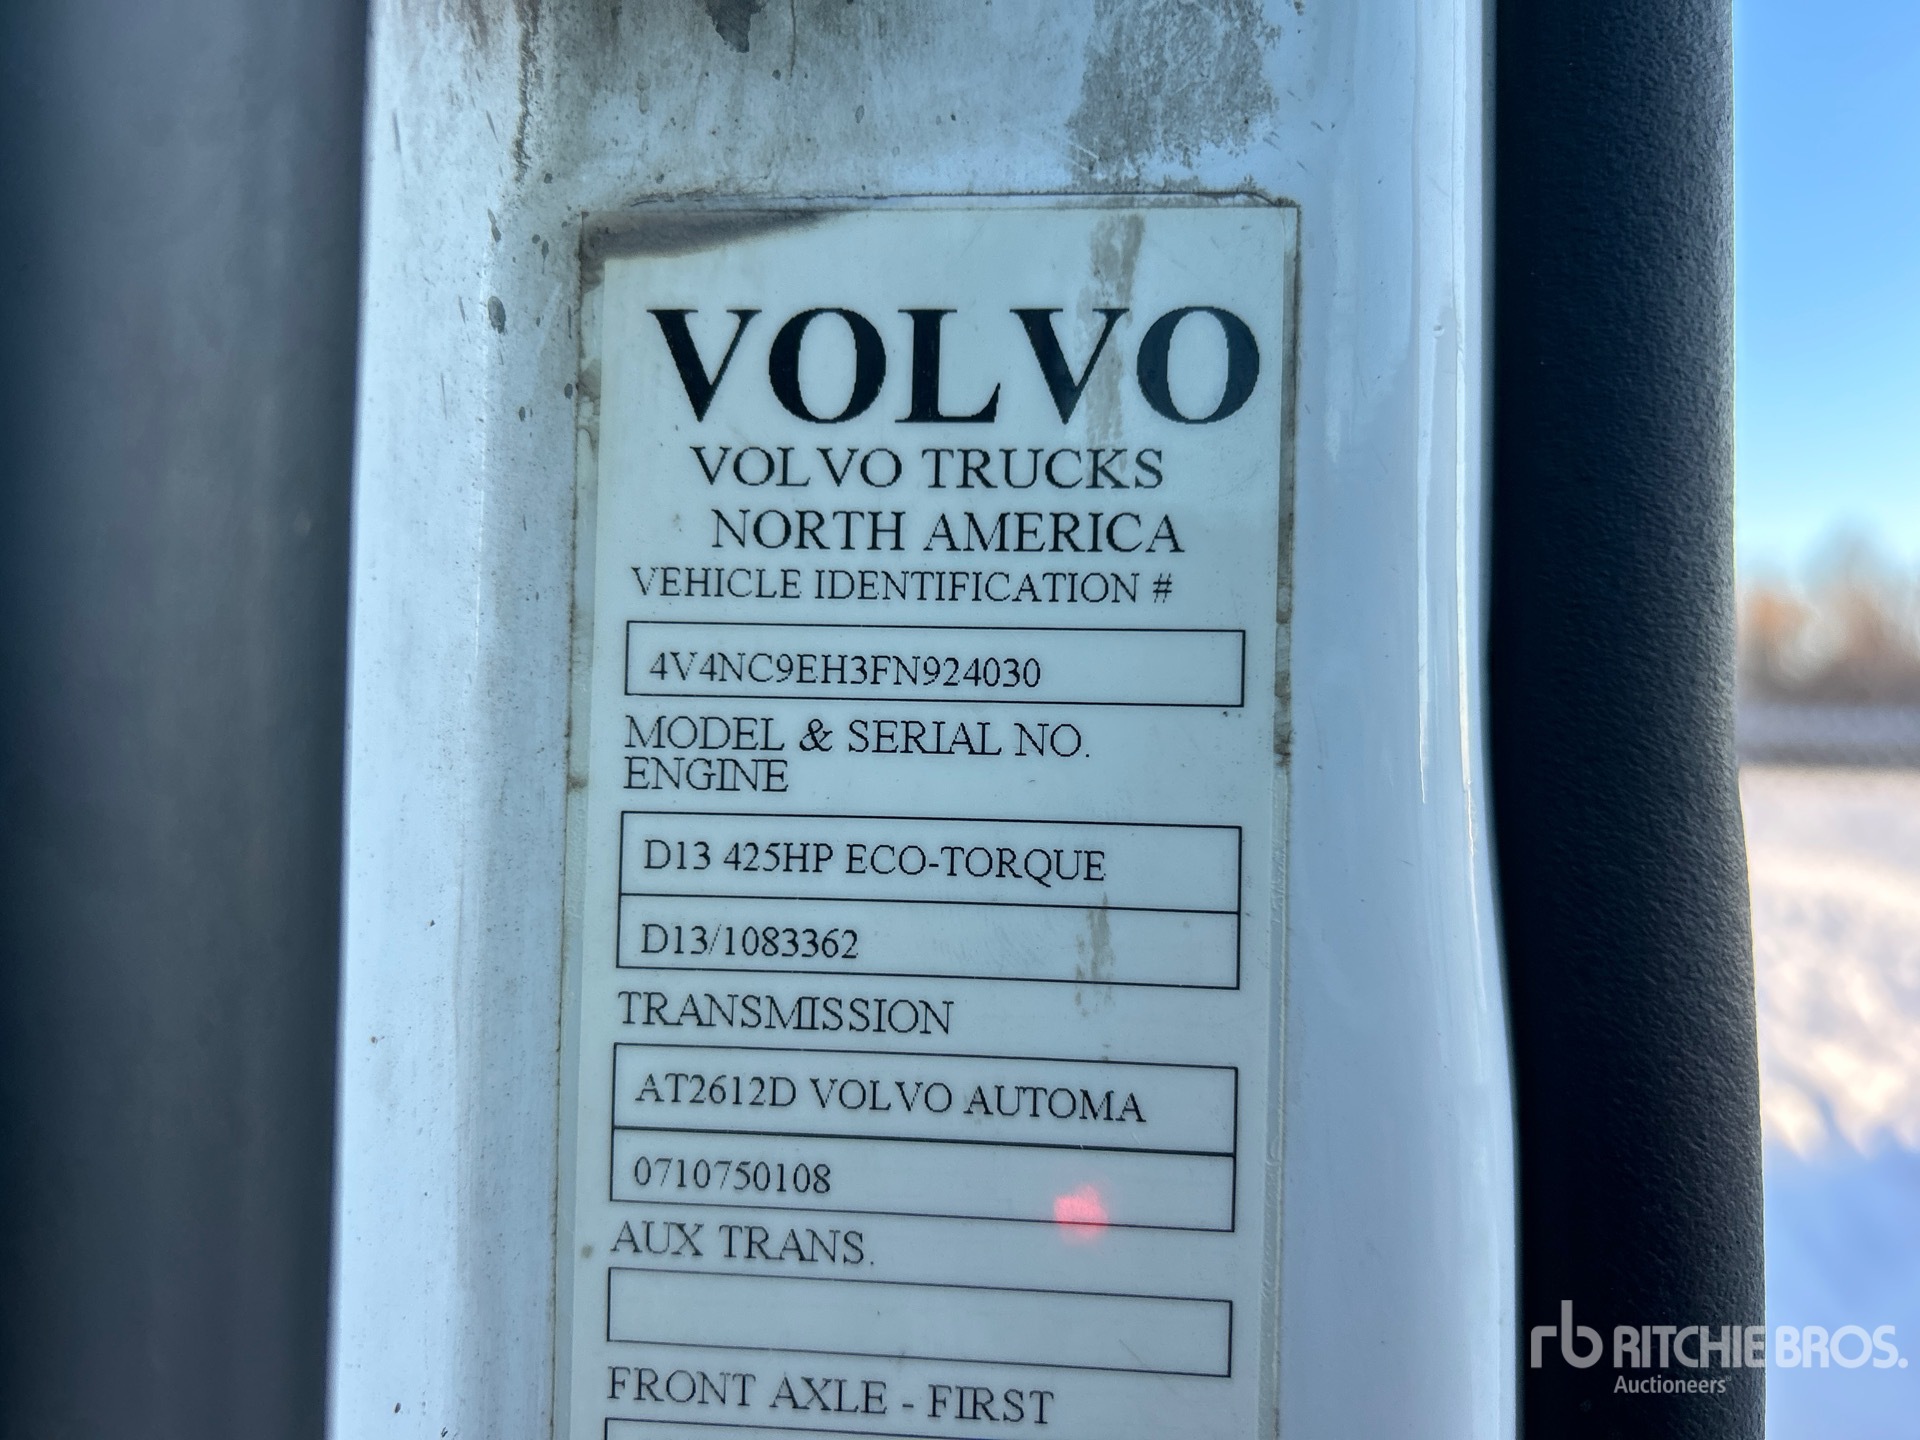 VOLVO
VOLVO TRUCKS
NORTH AMERICA
VEHICLE IDENTIFICATION #
4V4NC9EH3FN924030
MODEL & SERIAL NO.
ENGINE
D13 425HP ECO-TORQUE
D13/1083362
TRANSMISSION
AT2612D VOLVO AUTOMA
0710750108
AUX TRANS.
FRONT AXLE - FIRST
rb RITCHIE BROS.
Auctioneers